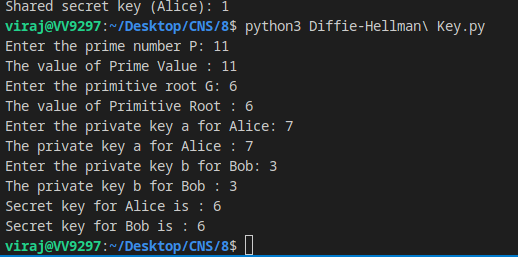 Shared secret key (Alice): 1
viraj@VV9297:~/Desktop/CNS/8$ python3 Diffie-Hellman\ Key.py
Enter the prime number P: 11
The value of Prime Value : 11
Enter the primitive root G: 6
The value of Primitive Root : 6
Enter the private key a for Alice: 7
The private key a for Alice : 7
Enter the private key b for Bob: 3
The private key b for Bob : 3
Secret key for Alice is : 6
Secret key for Bob is : 6
viraj@VV9297:~/Desktop/CNS/8$